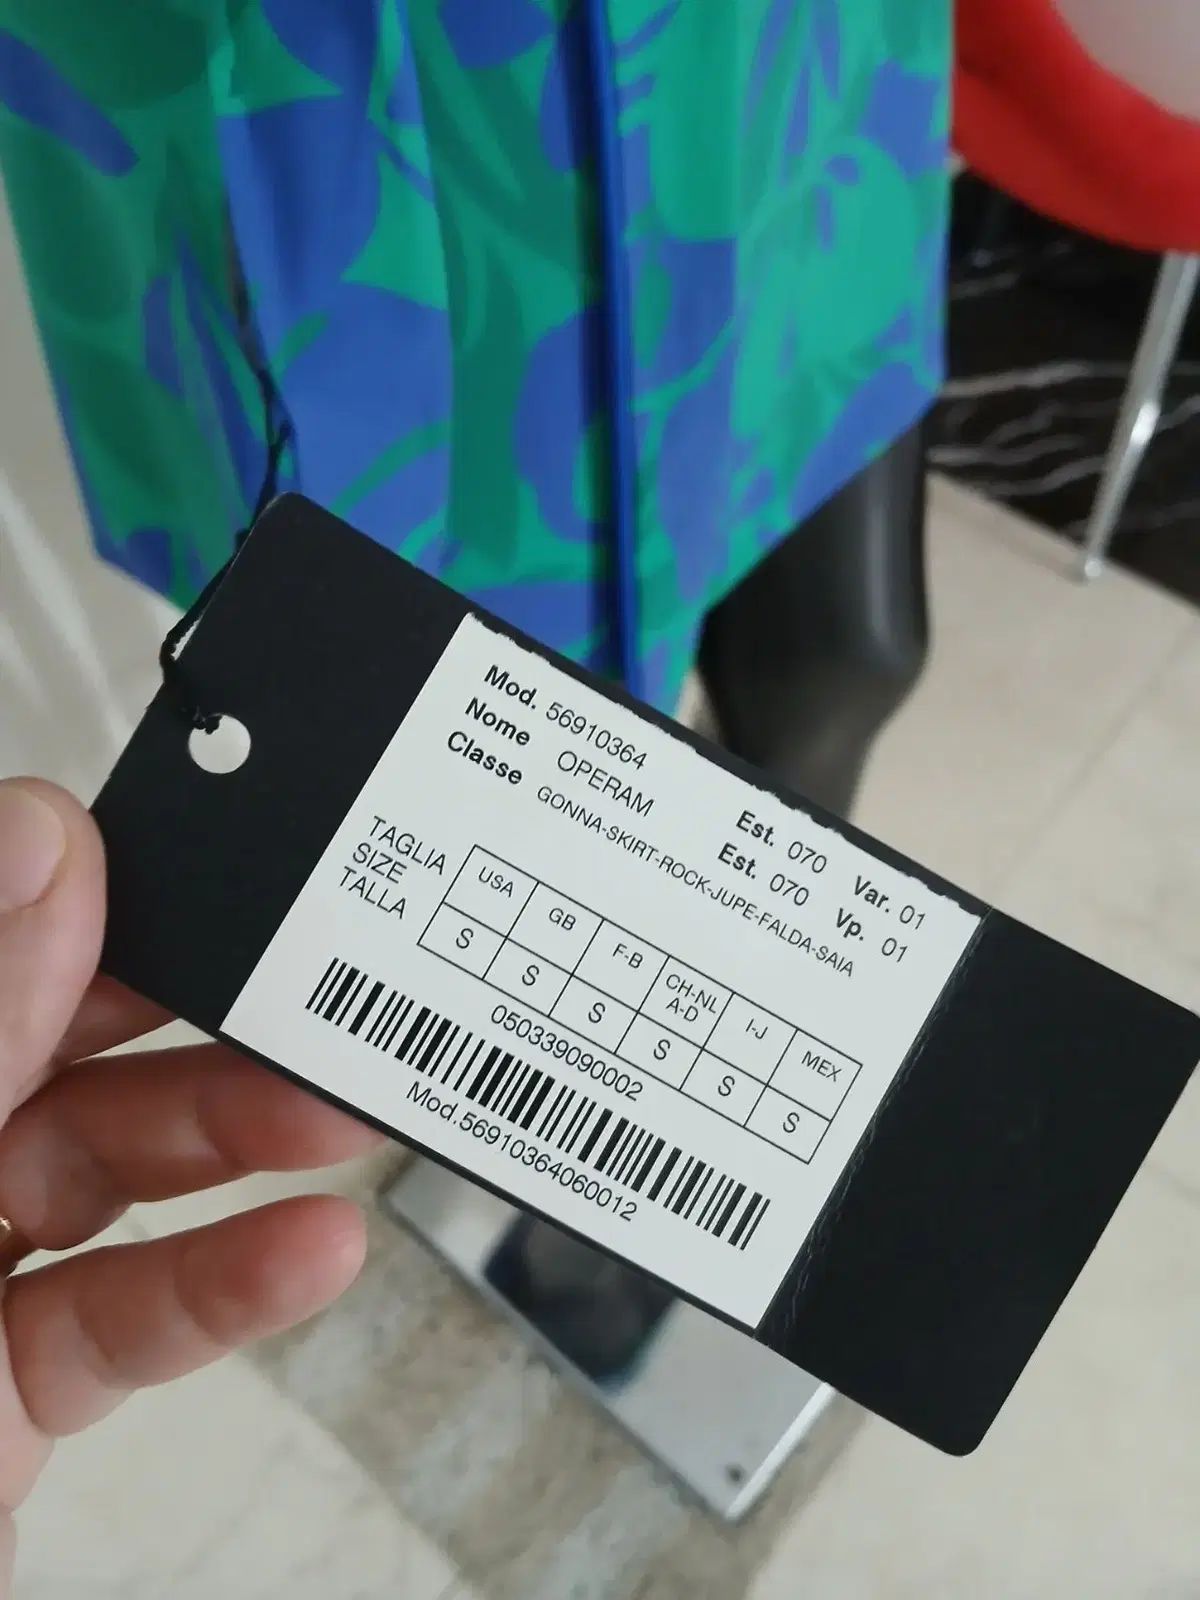 Mod. 56910364 Est. 070 Var. 01
Nome OPERAM Est. 070 Vp. 01
Classe GONNA-SKIRT-ROCK-JUPE-FALDA-SAIA
TAGLIA USA GB F-B CH-NL A-D I-J MEX
SIZE
TALLA S S S S S S
050339090002
Mod.56910364060012